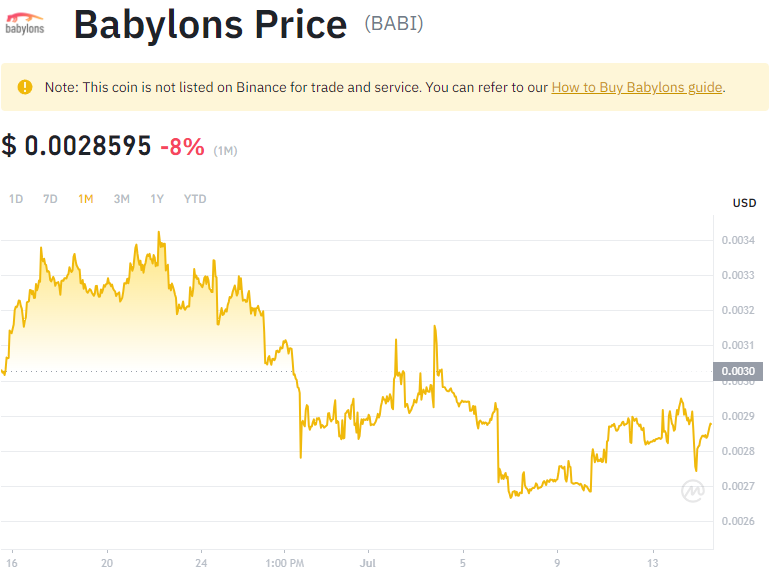 babylons
Babylons Price (BABI)
Note: This coin is not listed on Binance for trade and service. You can refer to our How to Buy Babylons guide.
$ 0.0028595 -8% (1M)
1D 7D 1M 3M 1Y YTD
USD
0.0034
0.0033
0.0032
0.0031
0.0030
0.0030
0.0029
0.0028
0.0027
0.0026
16 20 24 1:00 PM Jul 5 9 13